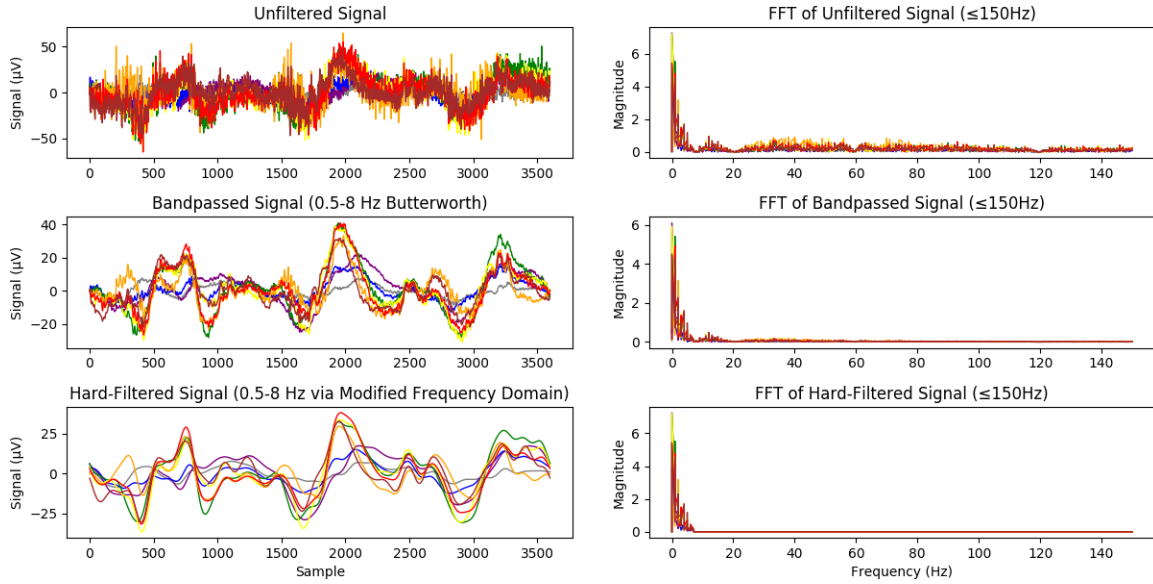 Unfiltered Signal
Signal (µV)
50
0
−50
0 500 1000 1500 2000 2500 3000 3500
FFT of Unfiltered Signal (≤150Hz)
Magnitude
6
4
2
0
0 20 40 60 80 100 120 140
Bandpassed Signal (0.5-8 Hz Butterworth)
Signal (µV)
40
20
0
−20
0 500 1000 1500 2000 2500 3000 3500
FFT of Bandpassed Signal (≤150Hz)
Magnitude
6
4
2
0
0 20 40 60 80 100 120 140
Hard-Filtered Signal (0.5-8 Hz via Modified Frequency Domain)
Signal (µV)
25
0
−25
0 500 1000 1500 2000 2500 3000 3500
Sample
FFT of Hard-Filtered Signal (≤150Hz)
Magnitude
6
4
2
0
0 20 40 60 80 100 120 140
Frequency (Hz)